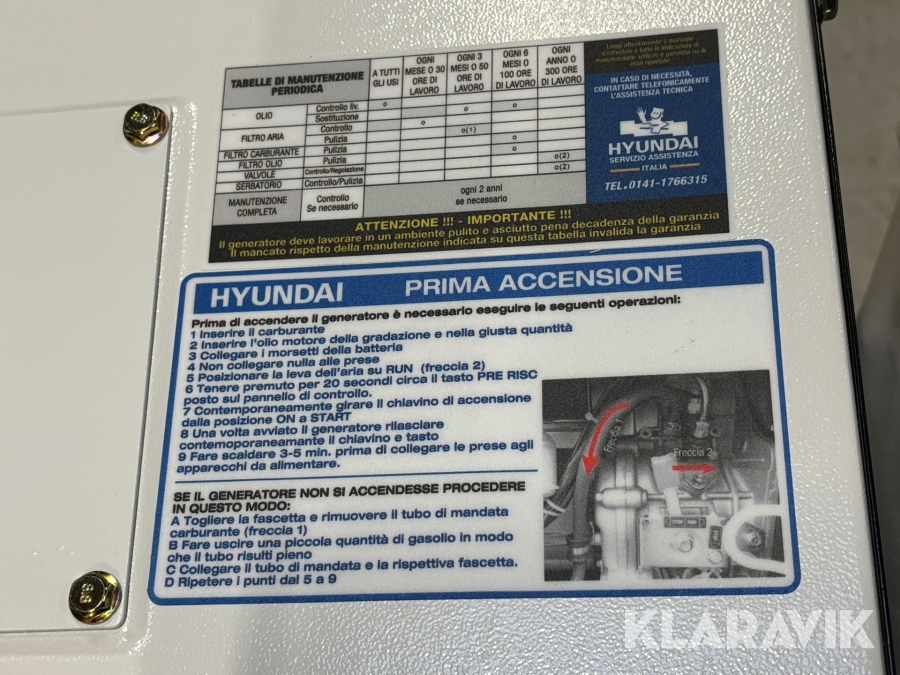 TABELLE DI MANUTENZIONE PERIODICA
A TUTTI GLI USI
OGNI MESE O 30 ORE DI LAVORO
OGNI 3 MESI O 50 ORE DI LAVORO
OGNI 6 MESI O 100 ORE DI LAVORO
OGNI ANNO O 300 ORE DI LAVORO
OLIO Controllo liv. o o o
Sostituzione o
FILTRO ARIA Controllo o(1)
Pulizia o
FILTRO CARBURANTE Pulizia o
FILTRO OLIO Pulizia o(2)
VALVOLE Controllo/Regolazione o(2)
SERBATORIO Controllo/Pulizia
MANUTENZIONE COMPLETA Controllo Se necessario ogni 2 anni se necessario
IN CASO DI NECESSITÀ,
CONTATTARE TELEFONICAMENTE
L'ASSISTENZA TECNICA
HYUNDAI
SERVIZIO ASSISTENZA
ITALIA
TEL.0141-1766315
ATTENZIONE !!! - IMPORTANTE !!!
Il generatore deve lavorare in un ambiente pulito e asciutto pena decadenza della garanzia
Il mancato rispetto della manutenzione indicata su questa tabella invalida la garanzia
HYUNDAI PRIMA ACCENSIONE
Prima di accendere il generatore è necessario eseguire le seguenti operazioni:
1 Inserire il carburante
2 Inserire l'olio motore della gradazione e nella giusta quantità
3 Collegare i morsetti della batteria
4 Non collegare nulla alle prese
5 Posizionare la leva dell'aria su RUN (freccia 2)
6 Tenere premuto per 20 secondi circa il tasto PRE RISC
posto sul pannello di controllo.
7 Contemporaneamente girare il chiavino di accensione
dalla posizione ON a START
8 Una volta avviato il generatore rilasciare
contemporaneamante il chiavino e tasto
9 Fare scaldare 3-5 min. prima di collegare le prese agli
apparecchi da alimentare.
SE IL GENERATORE NON SI ACCENDESSE PROCEDERE
IN QUESTO MODO:
A Togliere la fascetta e rimuovere il tubo di mandata
carburante (freccia 1)
B Fare uscire una piccola quantità di gasolio in modo
che il tubo risulti pieno
C Collegare il tubo di mandata e la rispettiva fascetta.
D Ripetere i punti dal 5 a 9
Freccia 1
Freccia 2
KLARAVIK